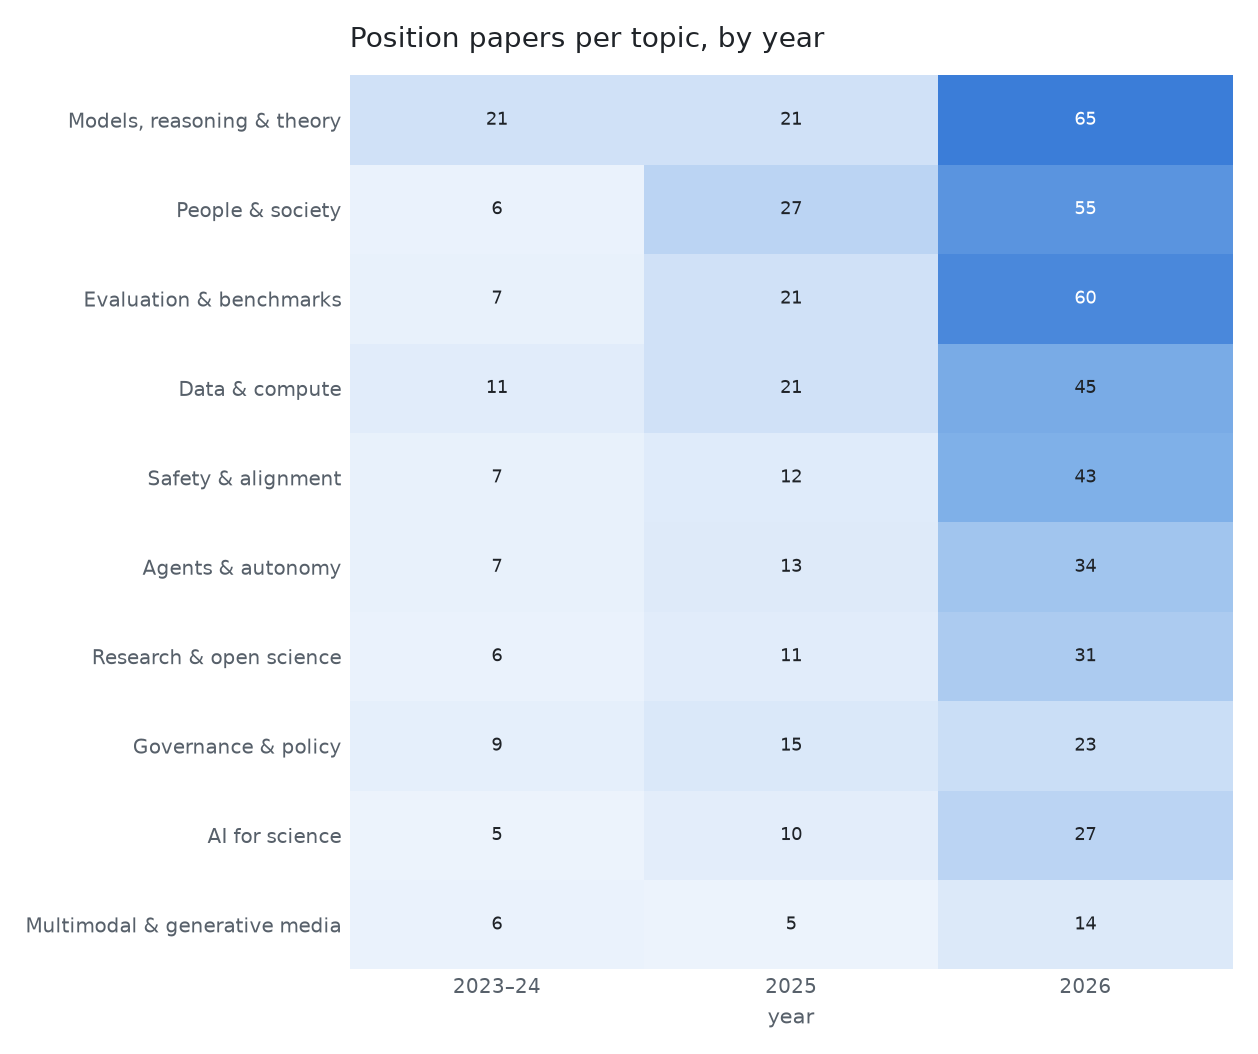 Position papers per topic, by year
Models, reasoning & theory 21 21 65
People & society 6 27 55
Evaluation & benchmarks 7 21 60
Data & compute 11 21 45
Safety & alignment 7 12 43
Agents & autonomy 7 13 34
Research & open science 6 11 31
Governance & policy 9 15 23
AI for science 5 10 27
Multimodal & generative media 6 5 14
2023–24 2025 2026
year